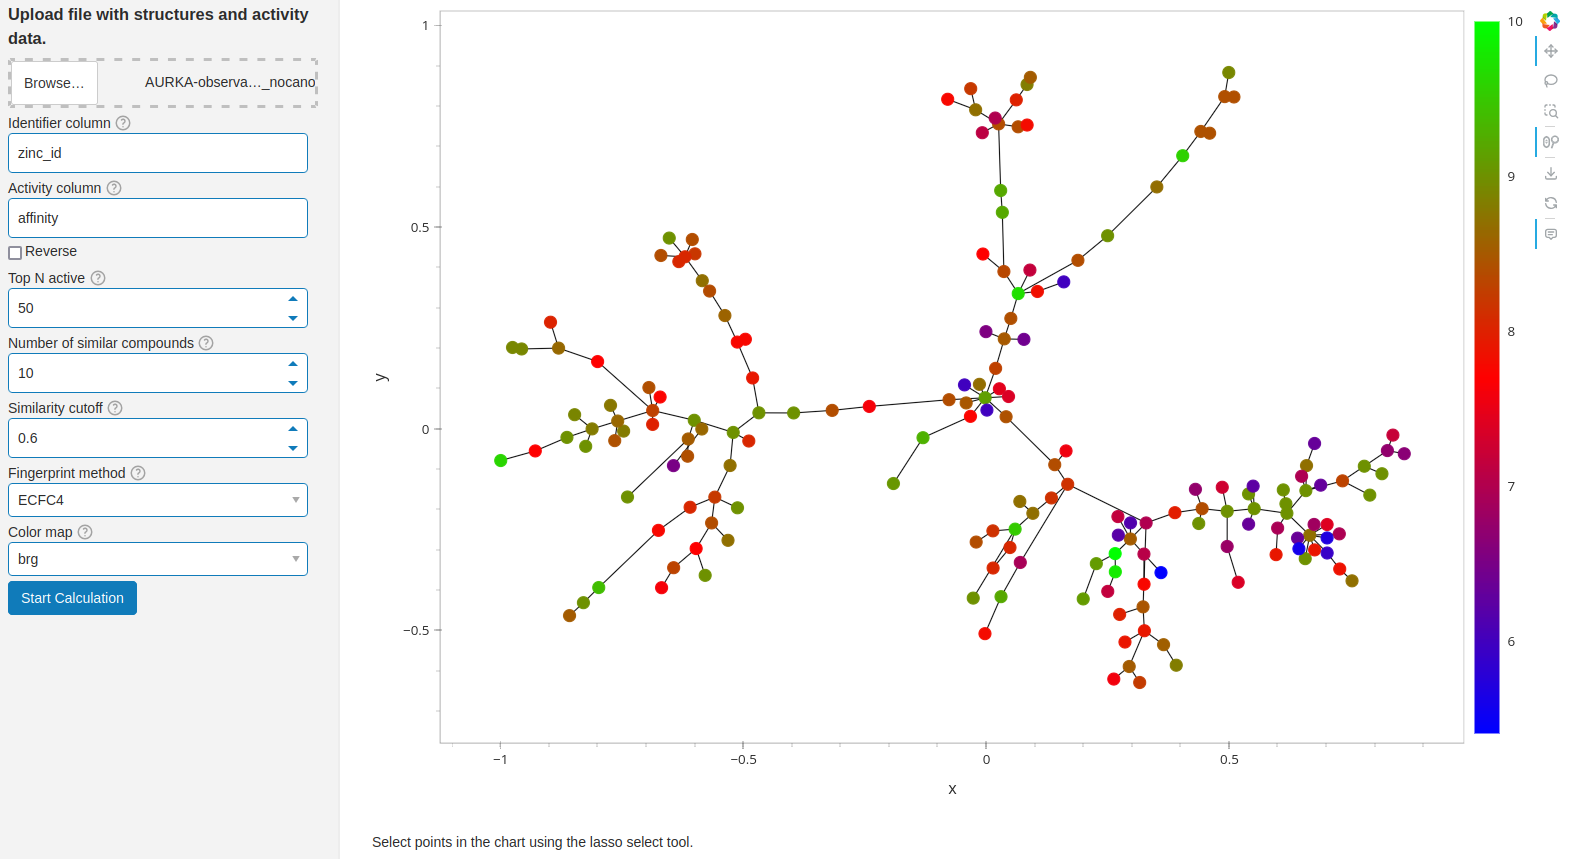 Upload file with structures and activity
data.
Browse…
AURKA-observa…_nocano
Identifier column ?
zinc_id
Activity column ?
affinity
Reverse
Top N active ?
50
Number of similar compounds ?
10
Similarity cutoff ?
0.6
Fingerprint method ?
ECFC4
Color map ?
brg
Start Calculation
1
0.5
0
−0.5
y
−1
−0.5
0
0.5
x
10
9
8
7
6
Select points in the chart using the lasso select tool.